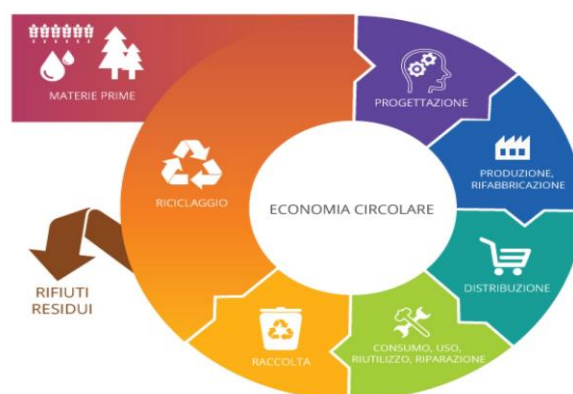 MATERIE PRIME
PROGETTAZIONE
PRODUZIONE,
RIFABBRICAZIONE
RICICLAGGIO
ECONOMIA CIRCOLARE
DISTRIBUZIONE
RIFIUTI
RESIDUI
CONSUMO, USO,
RIUTILIZZO, RIPARAZIONE
RACCOLTA